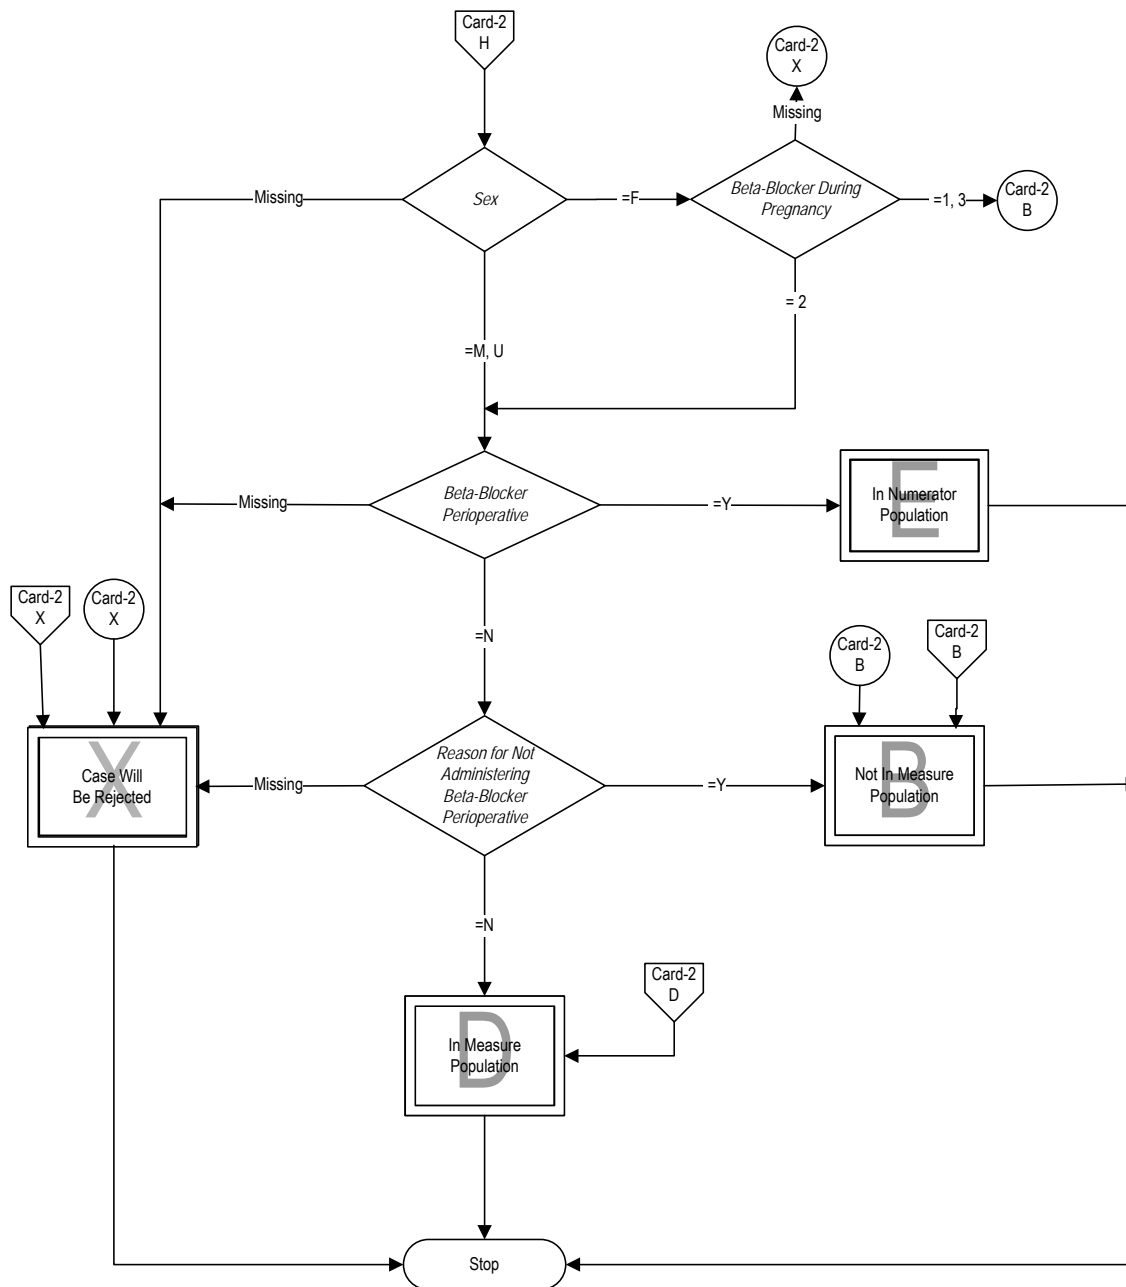 Card-2
H
Card-2
X
Missing
Missing
Sex
=F
Beta-Blocker During
Pregnancy
=1, 3
Card-2
B
= 2
=M, U
Missing
Beta-Blocker
Perioperative
=Y
E
In Numerator
Population
Card-2
X
Card-2
X
=N
Card-2
B
Card-2
B
X
Case Will
Be Rejected
Missing
Reason for Not
Administering
Beta-Blocker
Perioperative
=Y
B
Not In Measure
Population
=N
Card-2
D
D
In Measure
Population
Stop